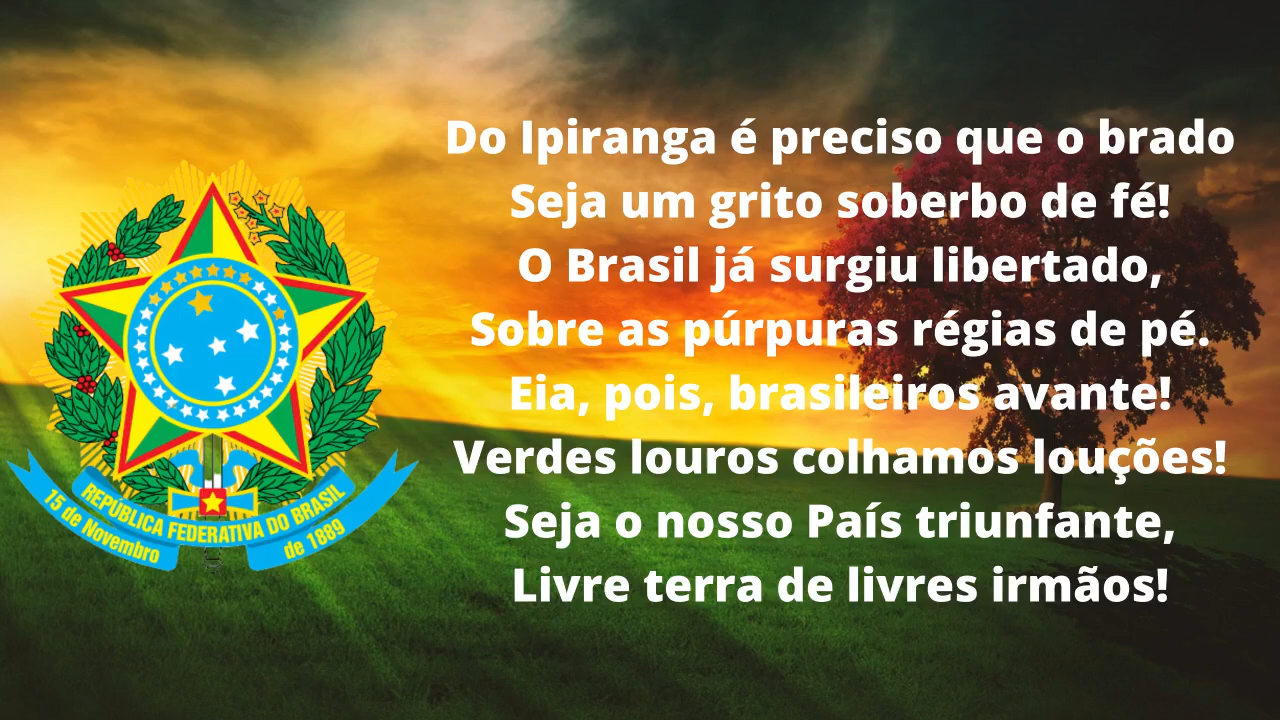 Do Ipiranga é preciso que o brado
Seja um grito soberbo de fé!
O Brasil já surgiu libertado,
Sobre as púrpuras régias de pé.
Eia, pois, brasileiros avante!
Verdes louros colhamos louções!
Seja o nosso País triunfante,
Livre terra de livres irmãos!
REPÚBLICA FEDERATIVA DO BRASIL
15 de Novembro
de 1889